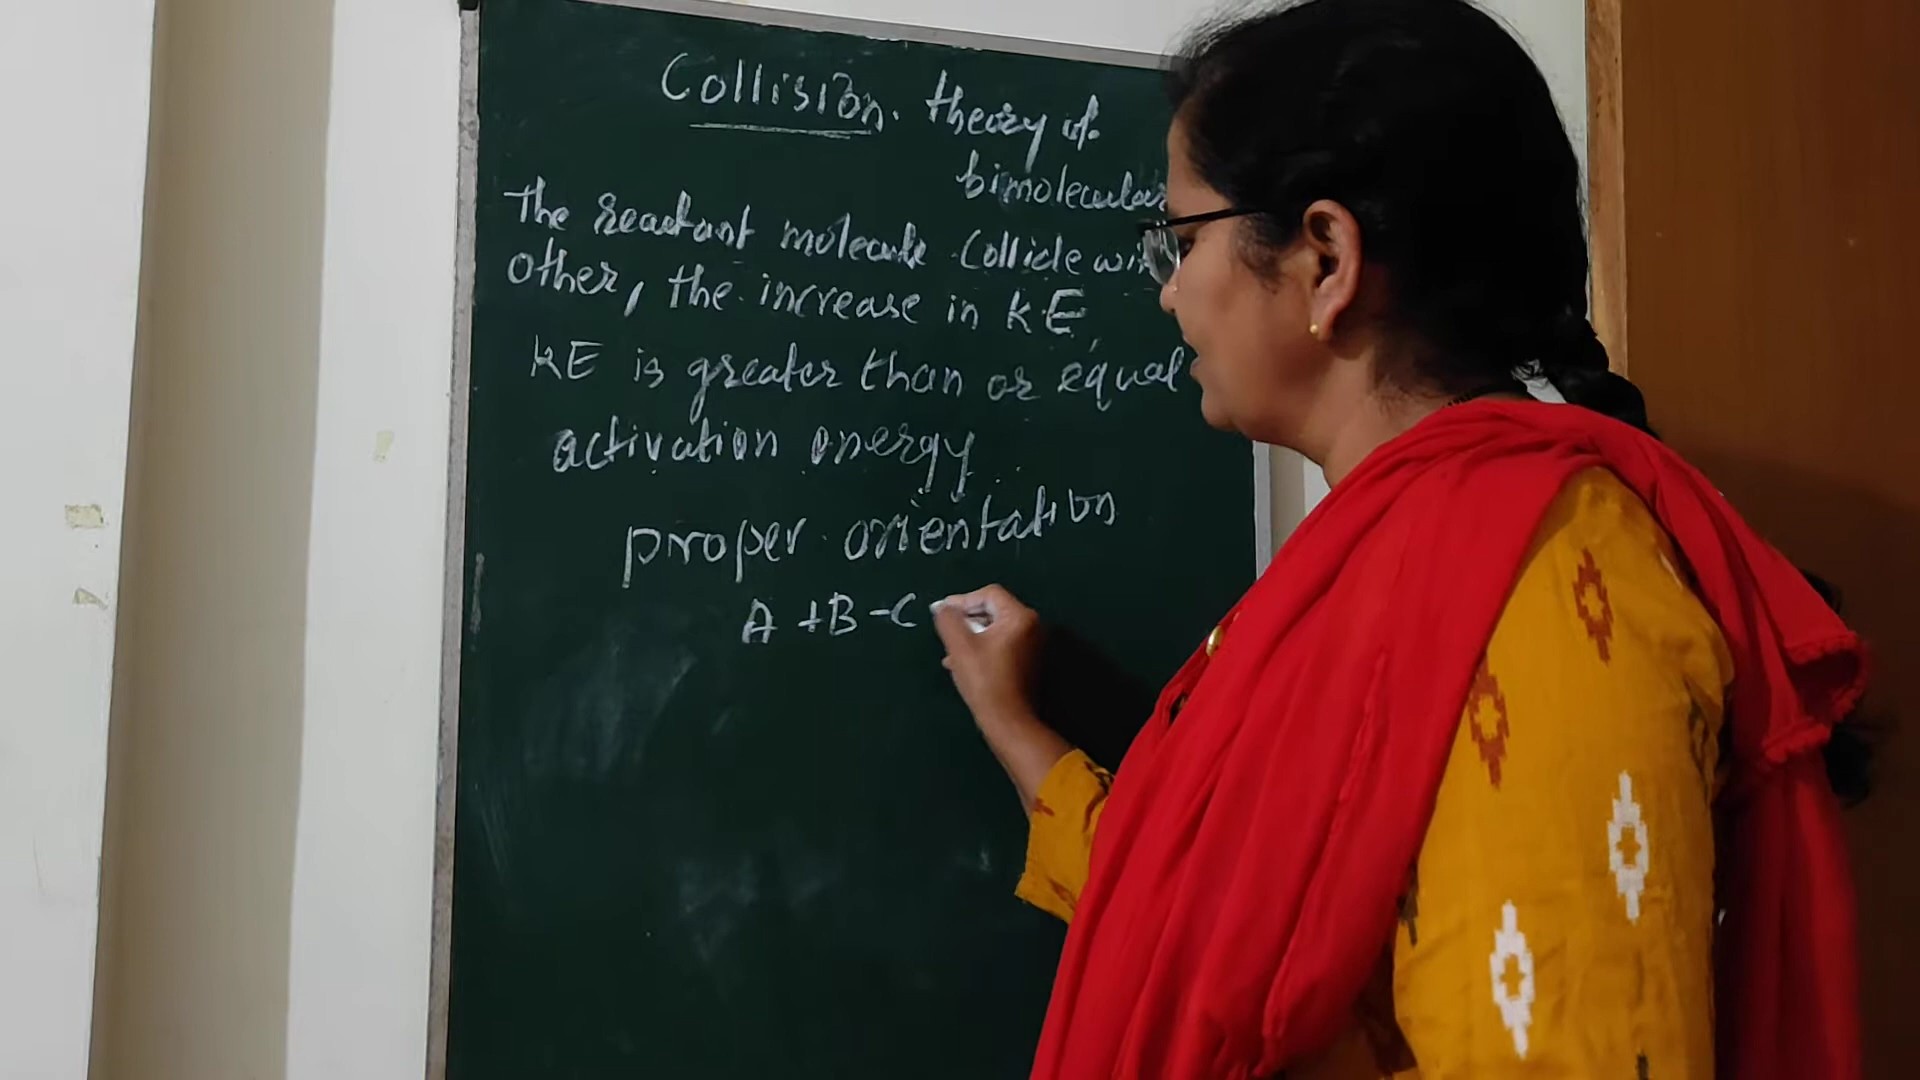 Collision. theory of
bimolecular
The reactant molecule Collide with
other, the increase in K.E,
KE is greater than or equal
activation energy
proper orientation
A + B - C